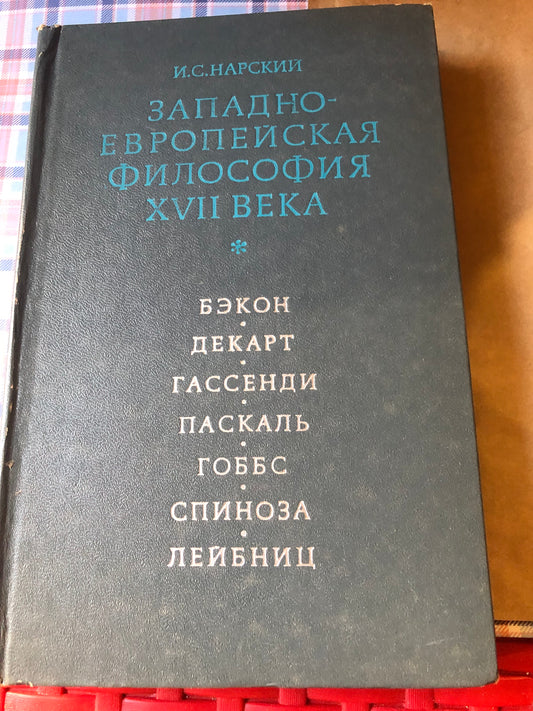 И.С.НАРСКИЙ
ЗАПАДНО-
ЕВРОПЕЙСКАЯ
ФИЛОСОФИЯ
XVII ВЕКА
*
БЭКОН
•
ДЕКАРТ
•
ГАССЕНДИ
•
ПАСКАЛЬ
•
ГОББС
•
СПИНОЗА
•
ЛЕЙБНИЦ